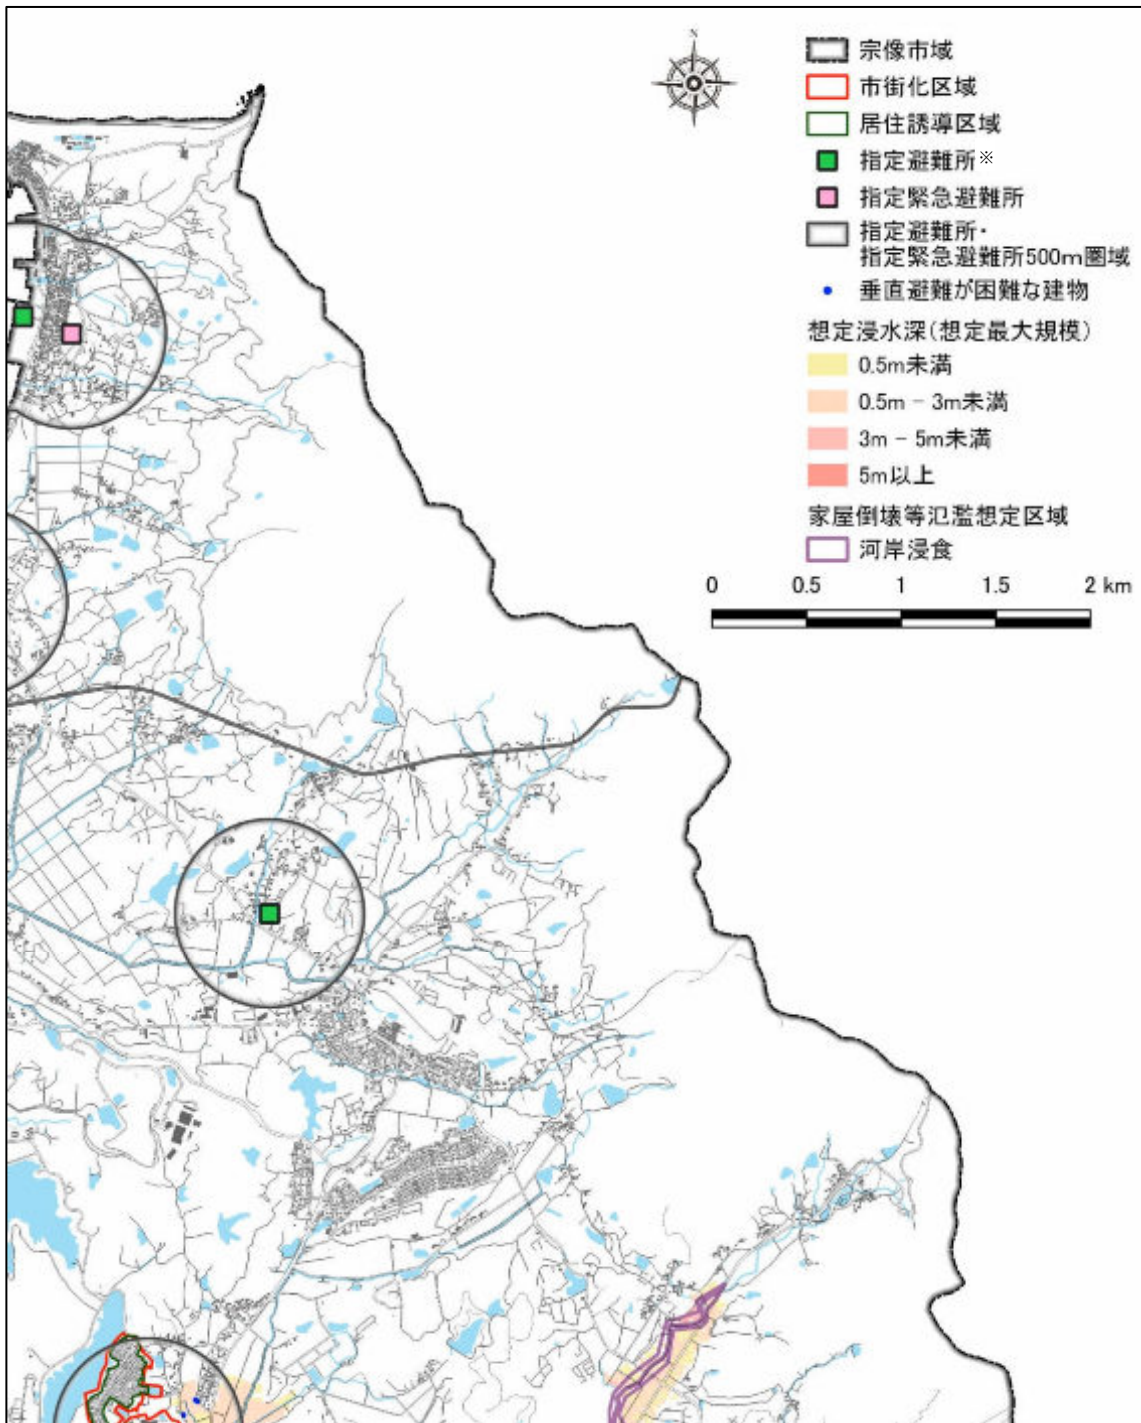 N
宗像市域
市街化区域
居住誘導区域
指定避難所※
指定緊急避難所
指定避難所・
指定緊急避難所500m圏域
垂直避難が困難な建物
想定浸水深(想定最大規模)
0.5m未満
0.5m - 3m未満
3m - 5m未満
5m以上
家屋倒壊等氾濫想定区域
河岸浸食
0 0.5 1 1.5 2 km